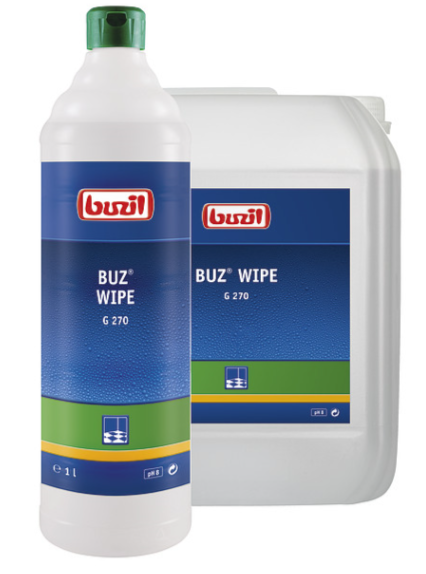 buzil
BUZ®
WIPE
G 270
℮ 1 l
pH 8
buzil
BUZ® WIPE
G 270
pH 8